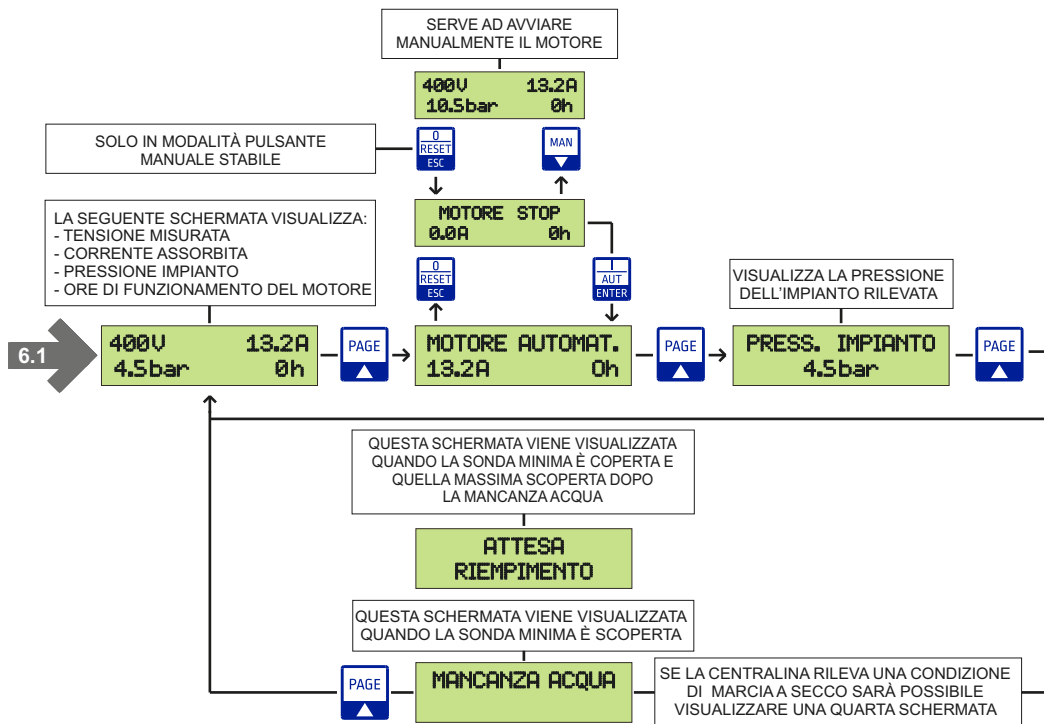 SERVE AD AVVIARE
MANUALMENTE IL MOTORE
400V 13.2A
10.5bar 0h
SOLO IN MODALITÀ PULSANTE
MANUALE STABILE
0
RESET
ESC
MAN
MOTORE STOP
0.0A 0h
LA SEGUENTE SCHERMATA VISUALIZZA:
- TENSIONE MISURATA
- CORRENTE ASSORBITA
- PRESSIONE IMPIANTO
- ORE DI FUNZIONAMENTO DEL MOTORE
0
RESET
ESC
I
AUT
ENTER
VISUALIZZA LA PRESSIONE
DELL'IMPIANTO RILEVATA
6.1
400V 13.2A
4.5bar 0h
PAGE
MOTORE AUTOMAT.
13.2A Oh
PAGE
PRESS. IMPIANTO
4.5bar
PAGE
QUESTA SCHERMATA VIENE VISUALIZZATA
QUANDO LA SONDA MINIMA È COPERTA E
QUELLA MASSIMA SCOPERTA DOPO
LA MANCANZA ACQUA
ATTESA
RIEMPIMENTO
QUESTA SCHERMATA VIENE VISUALIZZATA
QUANDO LA SONDA MINIMA È SCOPERTA
PAGE
MANCANZA ACQUA
SE LA CENTRALINA RILEVA UNA CONDIZIONE
DI MARCIA A SECCO SARÀ POSSIBILE
VISUALIZZARE UNA QUARTA SCHERMATA